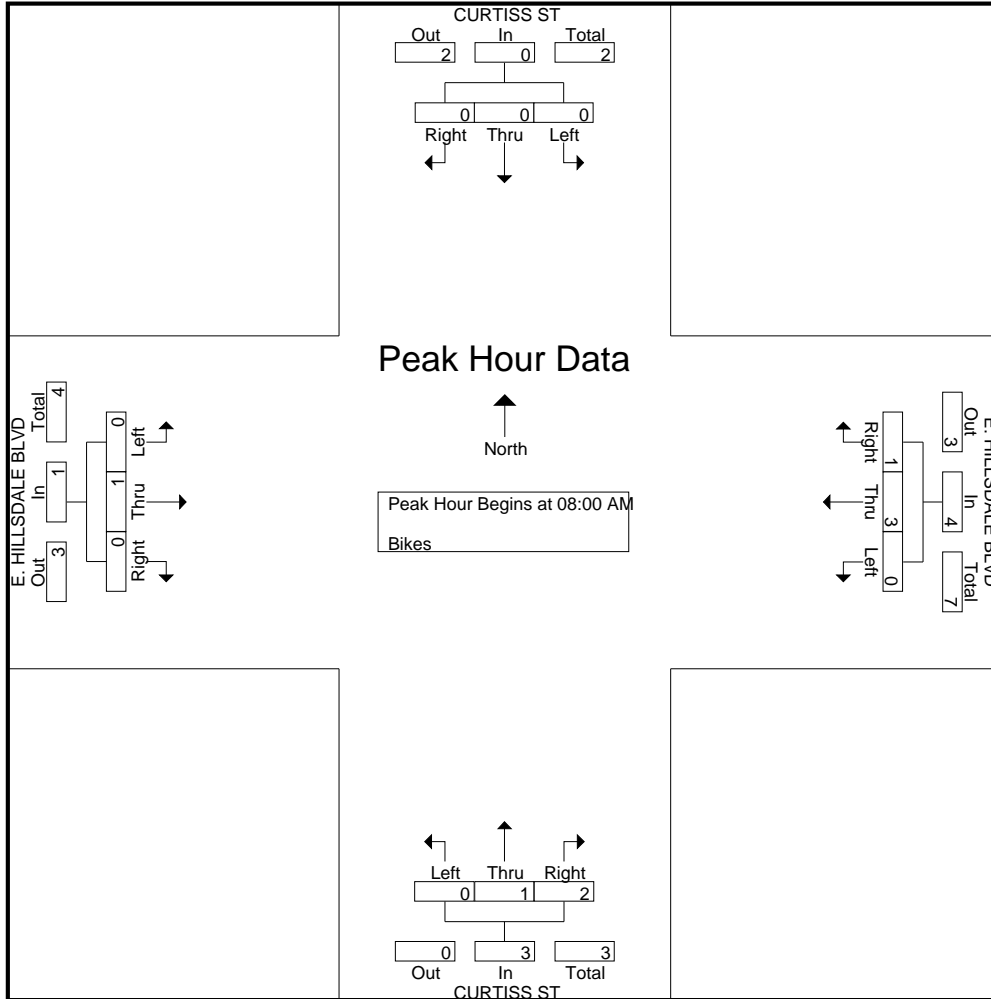 CURTISS ST
Out In Total
2 0 2
0 0 0
Right Thru Left
Peak Hour Data
North
Peak Hour Begins at 08:00 AM
Bikes
E. HILLSDALE BLVD
Total In Out
4 1 3
0 1 0
Left Thru Right
E. HILLSDALE BLVD
Out In Total
3 4 7
1 3 0
Right Thru Left
Left Thru Right
0 1 2
0 3 3
Out In Total
CURTISS ST